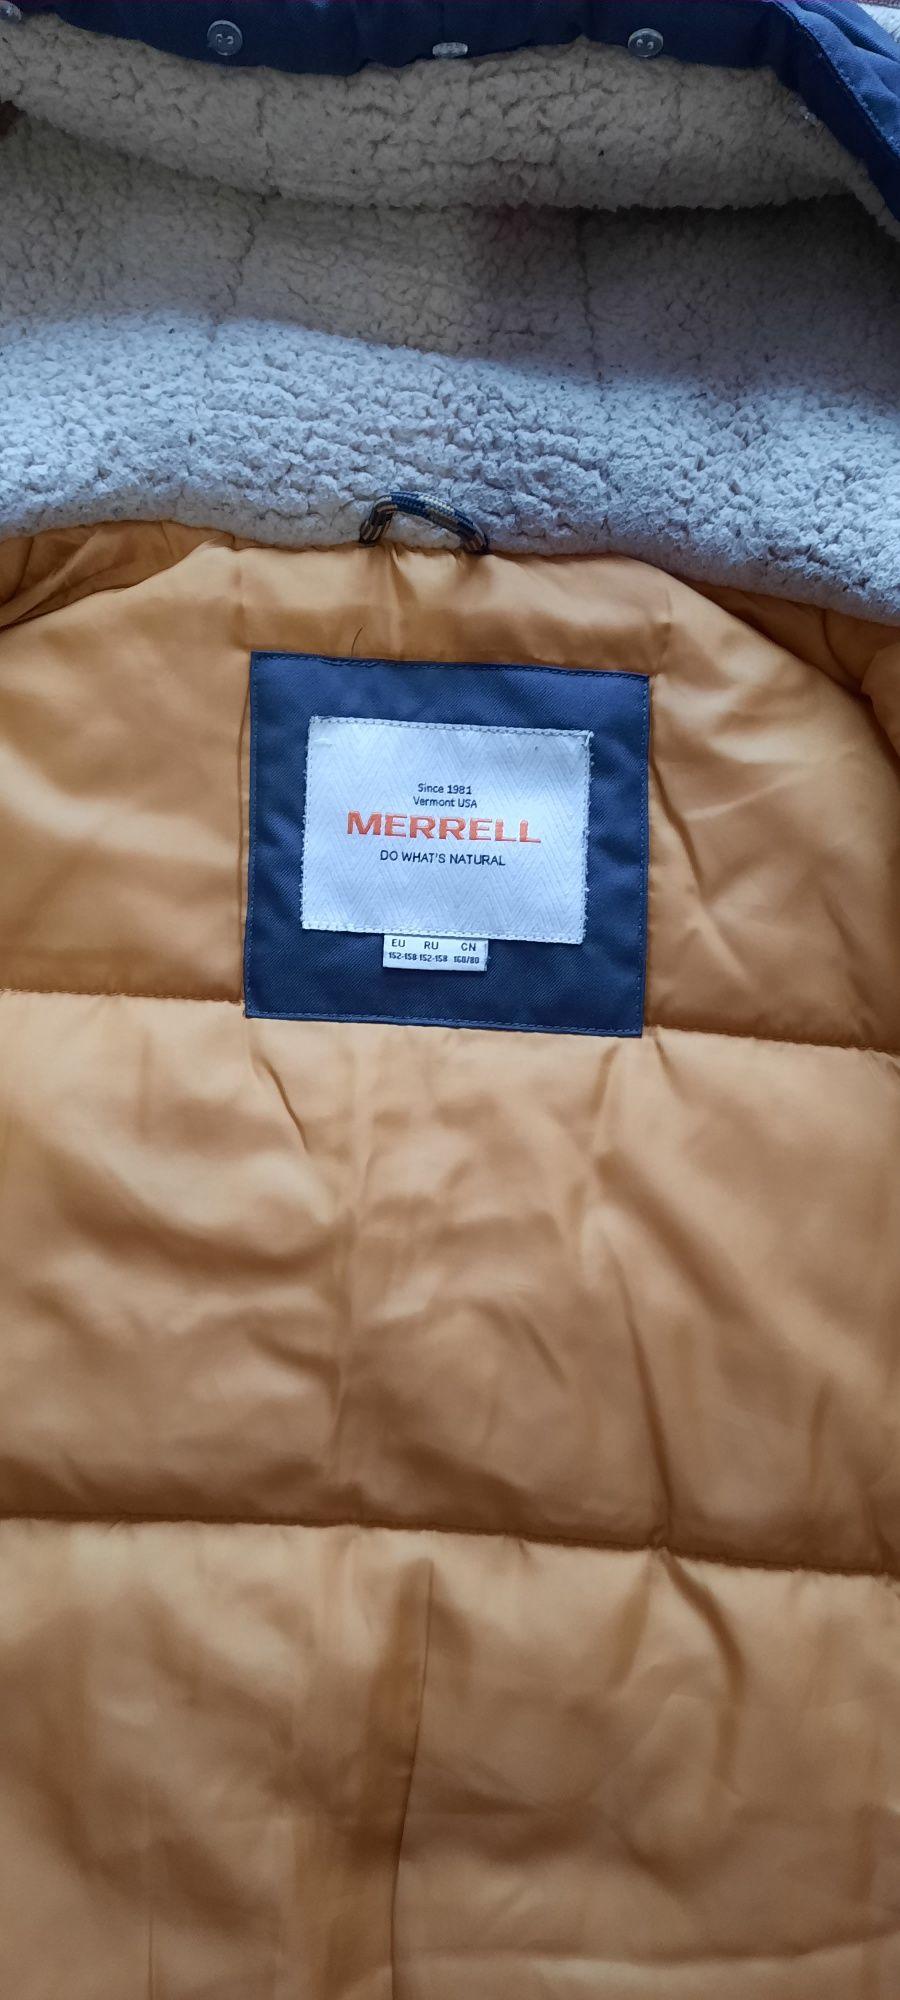 Since 1981
Vermont USA
MERRELL
DO WHAT'S NATURAL
EU RU CN
152-158 152-158 160/80